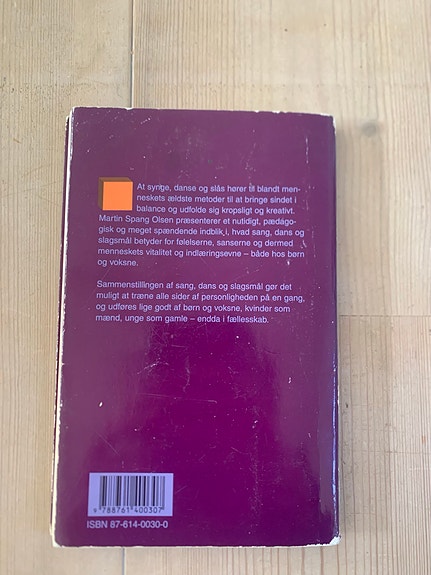 At synge, danse og slås hører til blandt men-
neskets ældste metoder til at bringe sindet i
balance og udfolde sig kropsligt og kreativt.
Martin Spang Olsen præsenterer et nutidigt, pædago-
gisk og meget spændende indblik i, hvad sang, dans og
slagsmål betyder for følelserne, sanserne og dermed
menneskets vitalitet og indlæringsevne – både hos børn
og voksne.
Sammenstillingen af sang, dans og slagsmål gør det
muligt at træne alle sider af personligheden på en gang,
og udføres lige godt af børn og voksne, kvinder som
mænd, unge som gamle – endda i fællesskab.
9 788761 400307
ISBN 87-614-0030-0